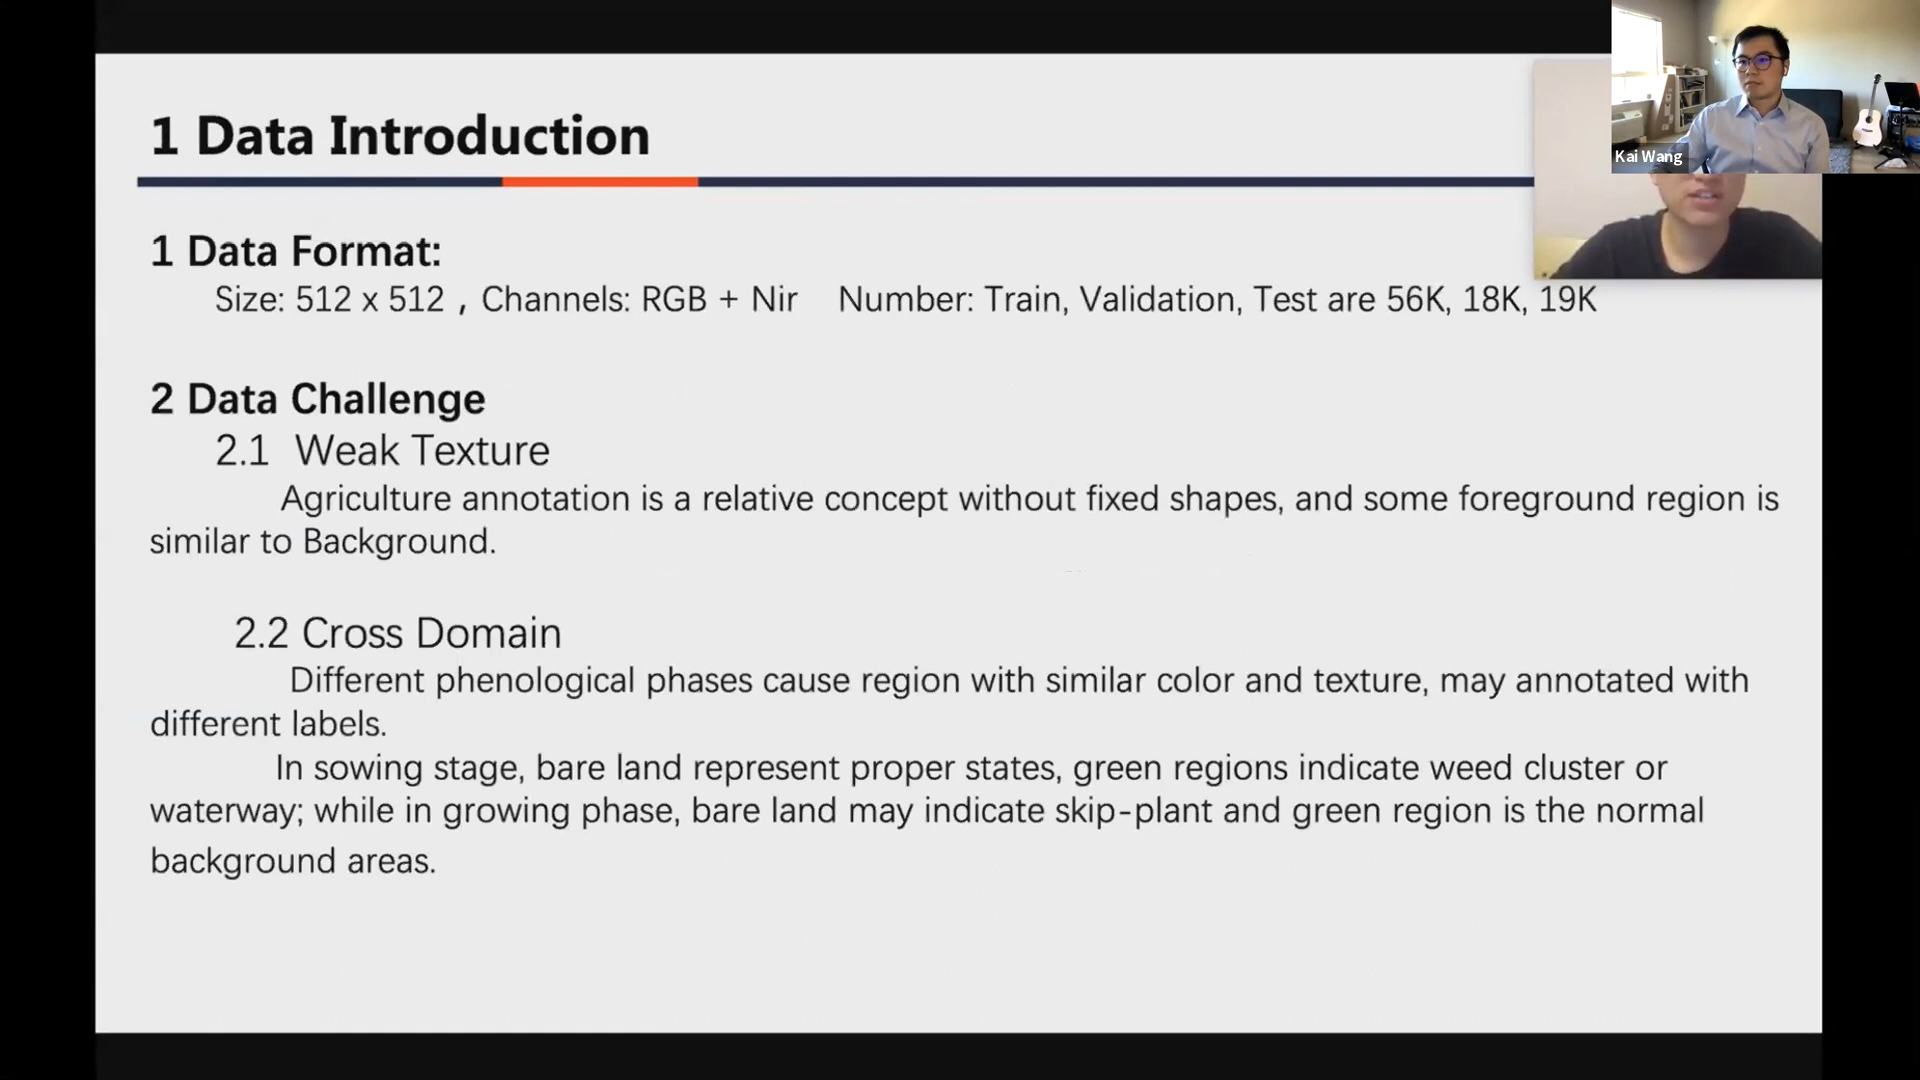 1 Data Introduction
Kai Wang
1 Data Format:
Size: 512 x 512 , Channels: RGB + Nir Number: Train, Validation, Test are 56K, 18K, 19K
2 Data Challenge
2.1 Weak Texture
Agriculture annotation is a relative concept without fixed shapes, and some foreground region is
similar to Background.
2.2 Cross Domain
Different phenological phases cause region with similar color and texture, may annotated with
different labels.
In sowing stage, bare land represent proper states, green regions indicate weed cluster or
waterway; while in growing phase, bare land may indicate skip-plant and green region is the normal
background areas.